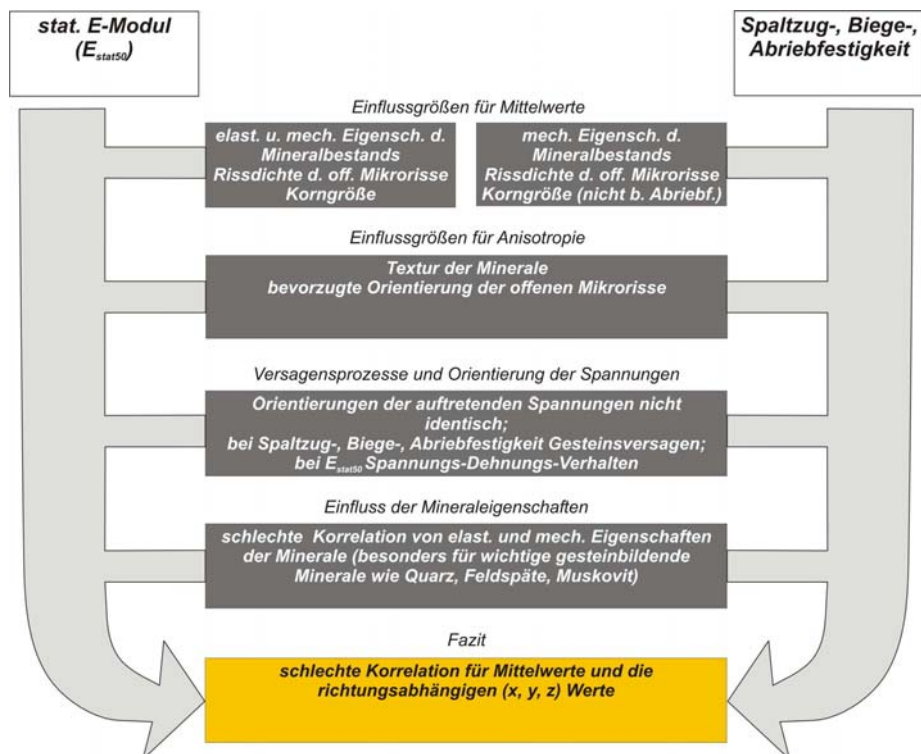 stat. E-Modul
(Estat50)
Spaltzug-, Biege-,
Abriebfestigkeit
Einflussgrößen für Mittelwerte
elast. u. mech. Eigensch. d.
Mineralbestands
Rissdichte d. off. Mikrorisse
Korngröße
mech. Eigensch. d.
Mineralbestands
Rissdichte d. off. Mikrorisse
Korngröße (nicht b. Abriebf.)
Einflussgrößen für Anisotropie
Textur der Minerale
bevorzugte Orientierung der offenen Mikrorisse
Versagensprozesse und Orientierung der Spannungen
Orientierungen der auftretenden Spannungen nicht
identisch;
bei Spaltzug-, Biege-, Abriebfestigkeit Gesteinsversagen;
bei Estat50 Spannungs-Dehnungs-Verhalten
Einfluss der Mineraleigenschaften
schlechte Korrelation von elast. und mech. Eigenschaften
der Minerale (besonders für wichtige gesteinbildende
Minerale wie Quarz, Feldspäte, Muskovit)
Fazit
schlechte Korrelation für Mittelwerte und die
richtungsabhängigen (x, y, z) Werte